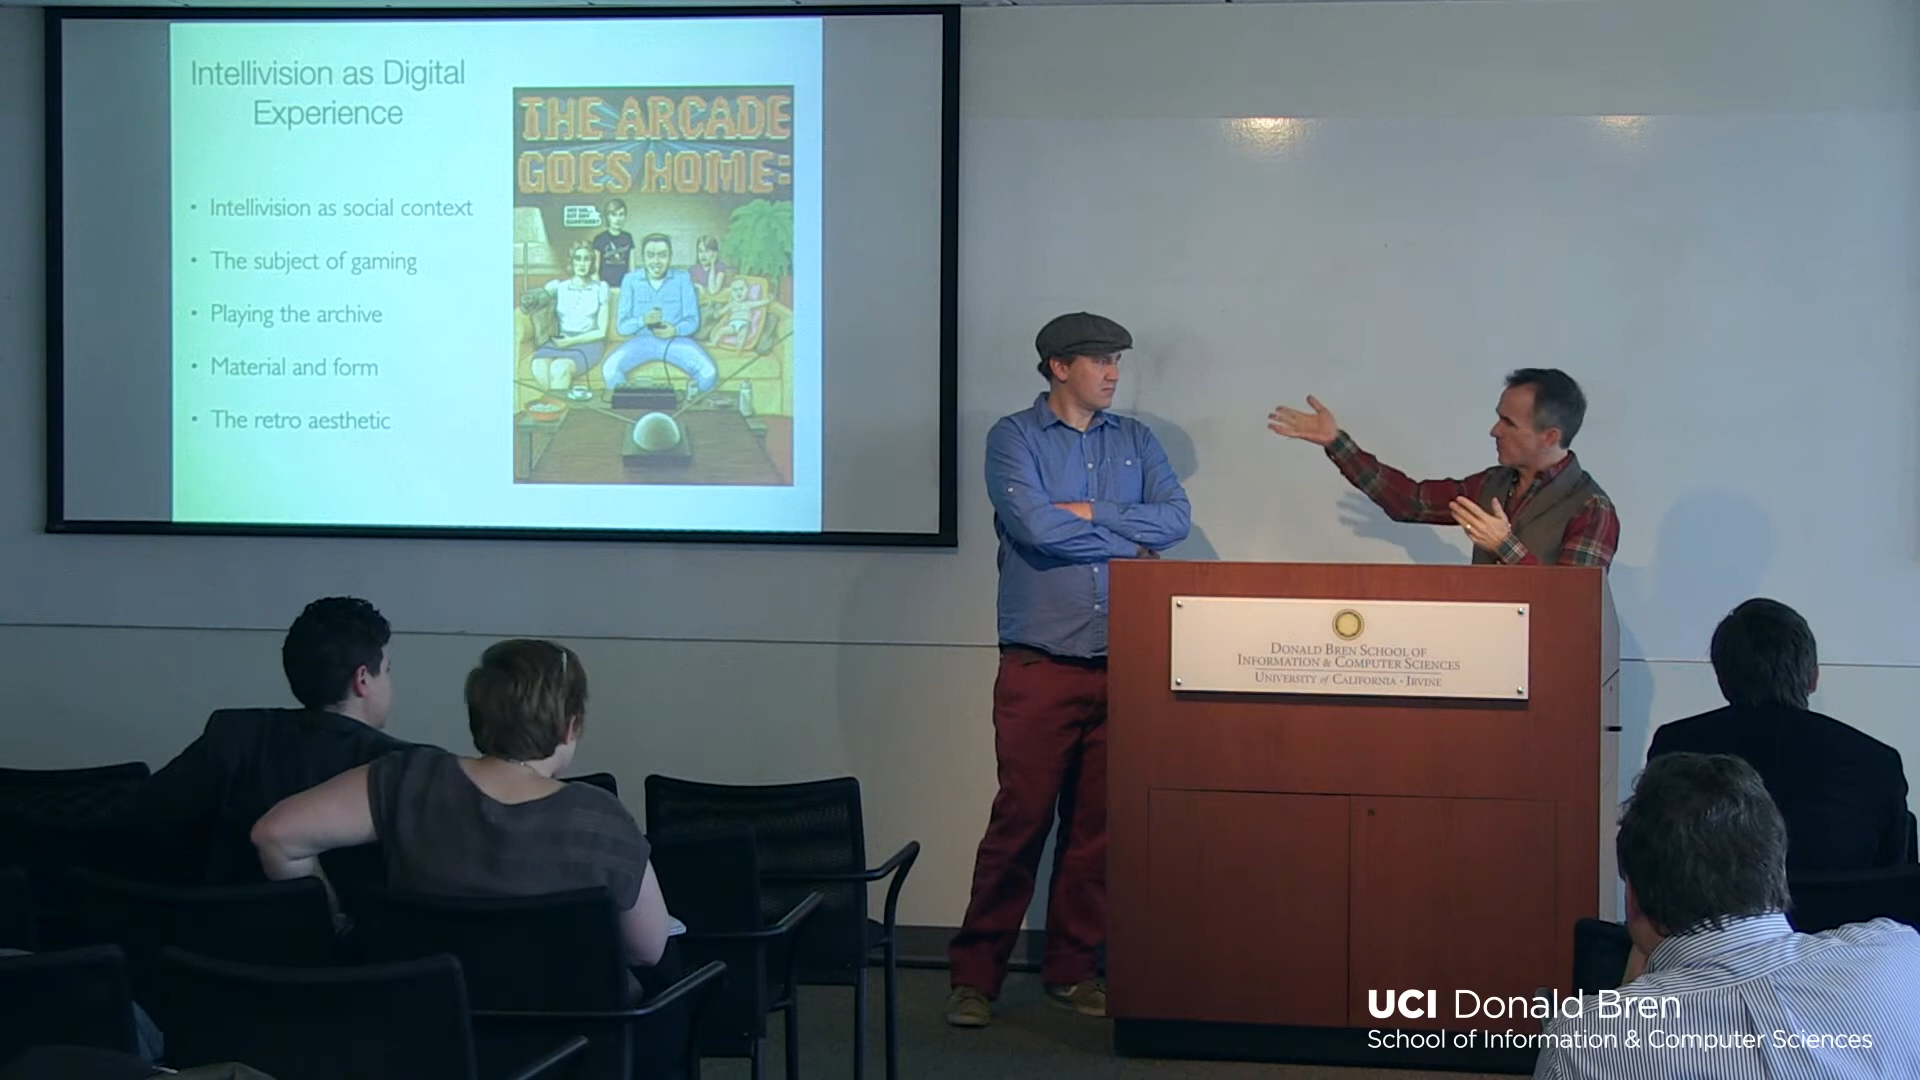 Intellivision as Digital
Experience
• Intellivision as social context
• The subject of gaming
• Playing the archive
• Material and form
• The retro aesthetic
THE ARCADE
GOES HOME:
DONALD BREN SCHOOL OF
INFORMATION & COMPUTER SCIENCES
UNIVERSITY of CALIFORNIA · IRVINE
UCI Donald Bren
School of Information & Computer Sciences